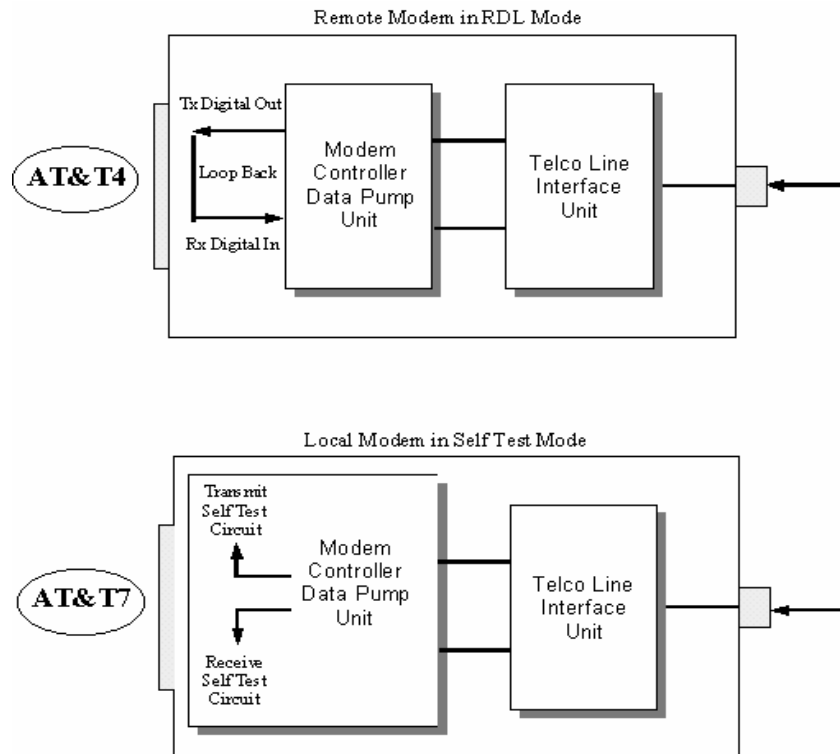 Remote Modem in RDL Mode
Tx Digital Out
AT&T4
Loop Back
Rx Digital In
Modem
Controller
Data Pump
Unit
Telco Line
Interface
Unit
Local Modem in Self Test Mode
Transmit
Self Test
Circuit
AT&T7
Receive
Self Test
Circuit
Modem
Controller
Data Pump
Unit
Telco Line
Interface
Unit